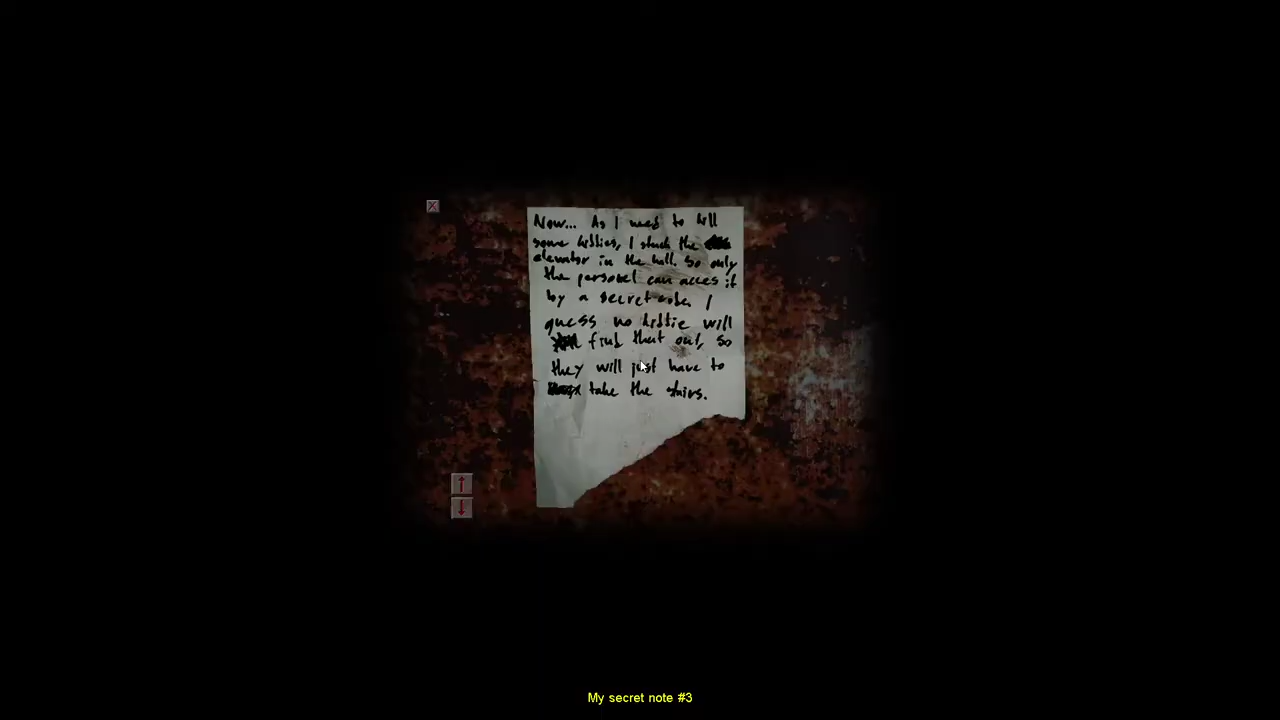 Now... As I need to kill
some kiddies, I stuck the
elevator in the hall. So only
the personel can acces it
by a secret code. I
guess no kiddie will
find that out, so
they will just have to
take the stairs.
My secret note #3